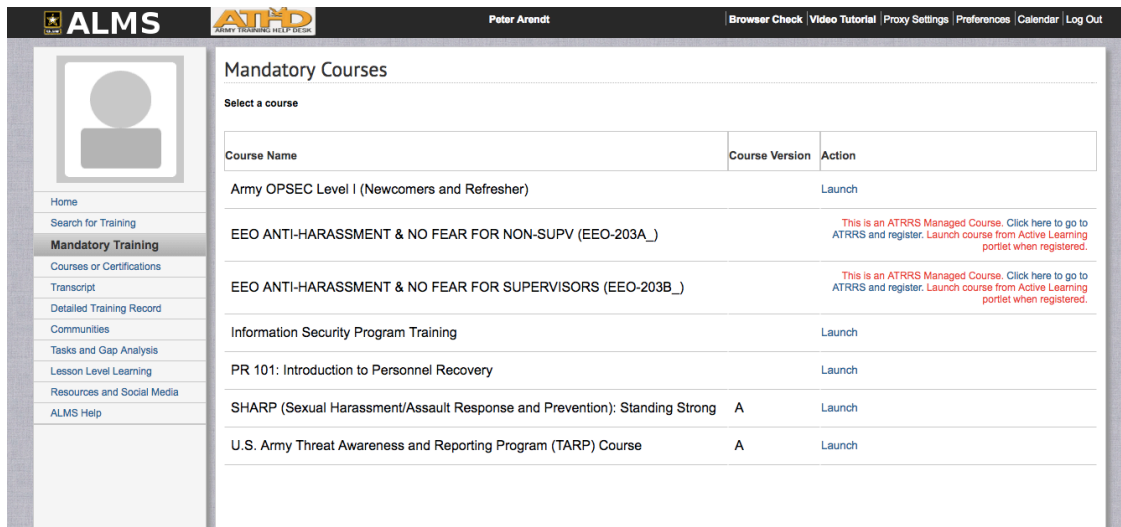 ALMS
ATHD
ARMY TRAINING HELP DESK
Peter Arendt
Browser Check Video Tutorial Proxy Settings Preferences Calendar Log Out
Home
Search for Training
Mandatory Training
Courses or Certifications
Transcript
Detailed Training Record
Communities
Tasks and Gap Analysis
Lesson Level Learning
Resources and Social Media
ALMS Help
Mandatory Courses
Select a course
Course Name Course Version Action
Army OPSEC Level I (Newcomers and Refresher) Launch
EEO ANTI-HARASSMENT & NO FEAR FOR NON-SUPV (EEO-203A_)
This is an ATRRS Managed Course. Click here to go to
ATRRS and register. Launch course from Active Learning
portlet when registered.
EEO ANTI-HARASSMENT & NO FEAR FOR SUPERVISORS (EEO-203B_)
This is an ATRRS Managed Course. Click here to go to
ATRRS and register. Launch course from Active Learning
portlet when registered.
Information Security Program Training Launch
PR 101: Introduction to Personnel Recovery Launch
SHARP (Sexual Harassment/Assault Response and Prevention): Standing Strong A Launch
U.S. Army Threat Awareness and Reporting Program (TARP) Course A Launch